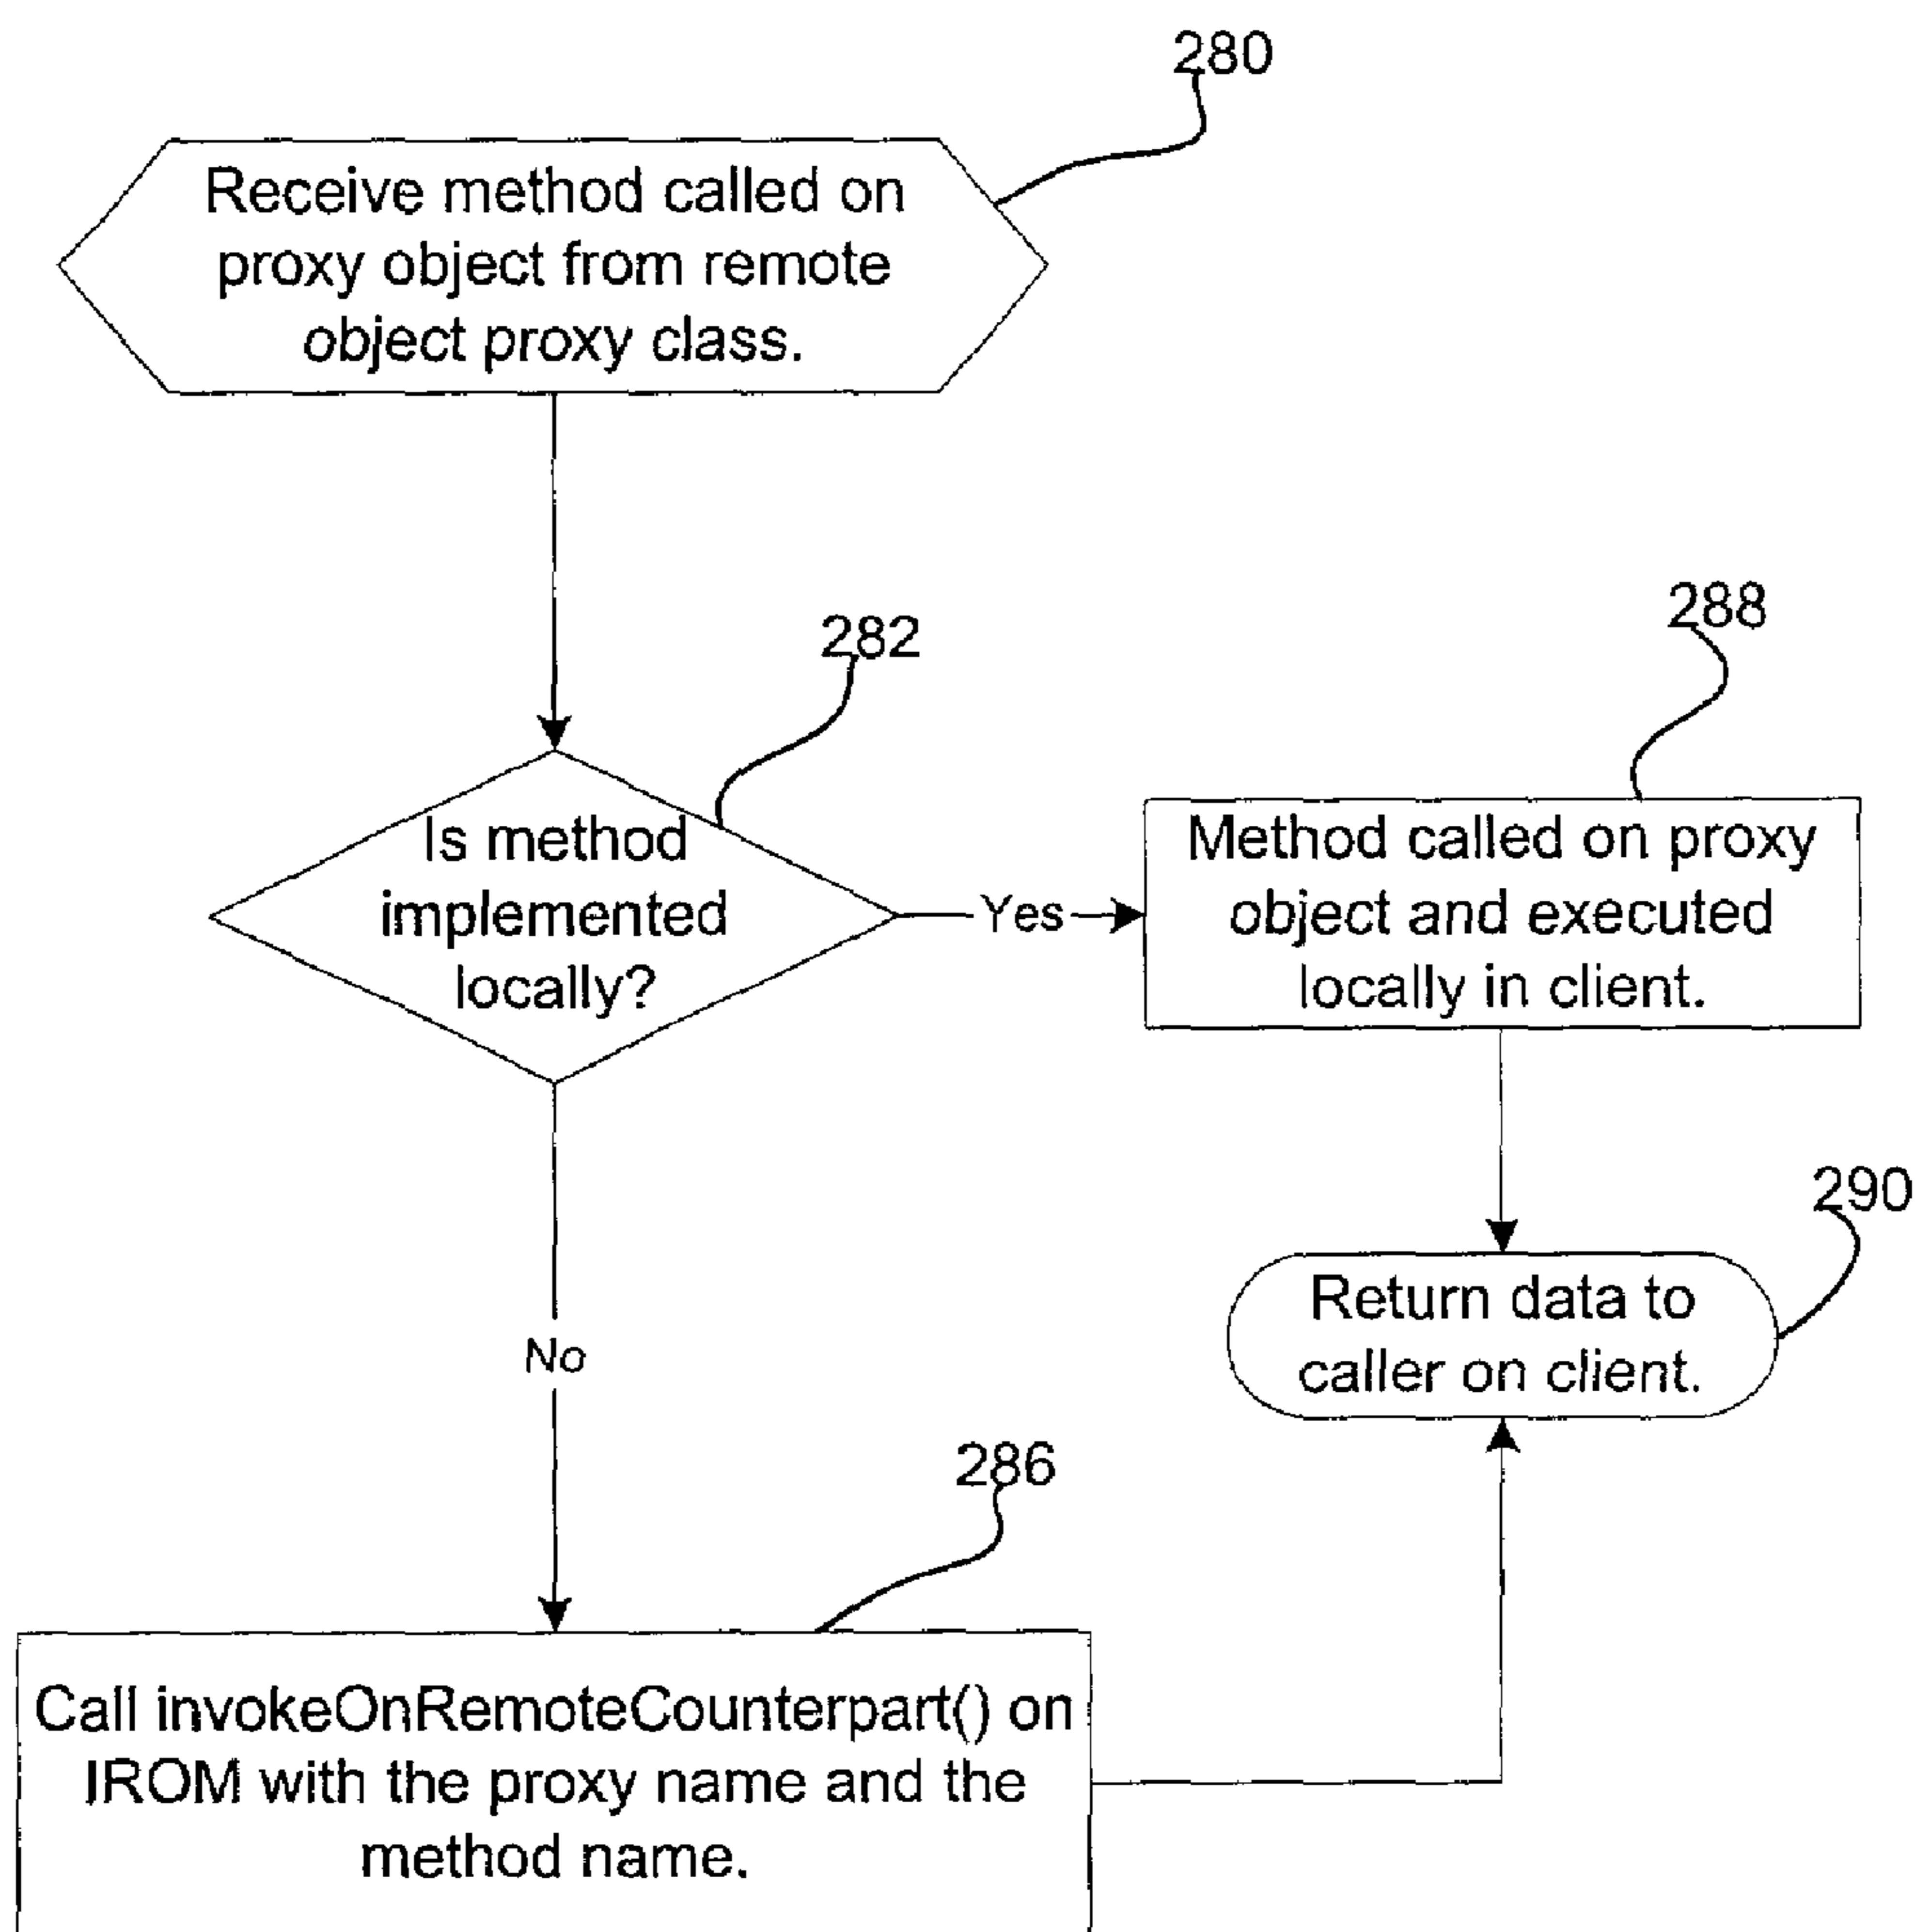 280
Receive method called on
proxy object from remote
object proxy class.
282
Is method
implemented
locally?
Yes
288
Method called on proxy
object and executed
locally in client.
290
Return data to
caller on client.
No
286
Call invokeOnRemoteCounterpart() on
IROM with the proxy name and the
method name.